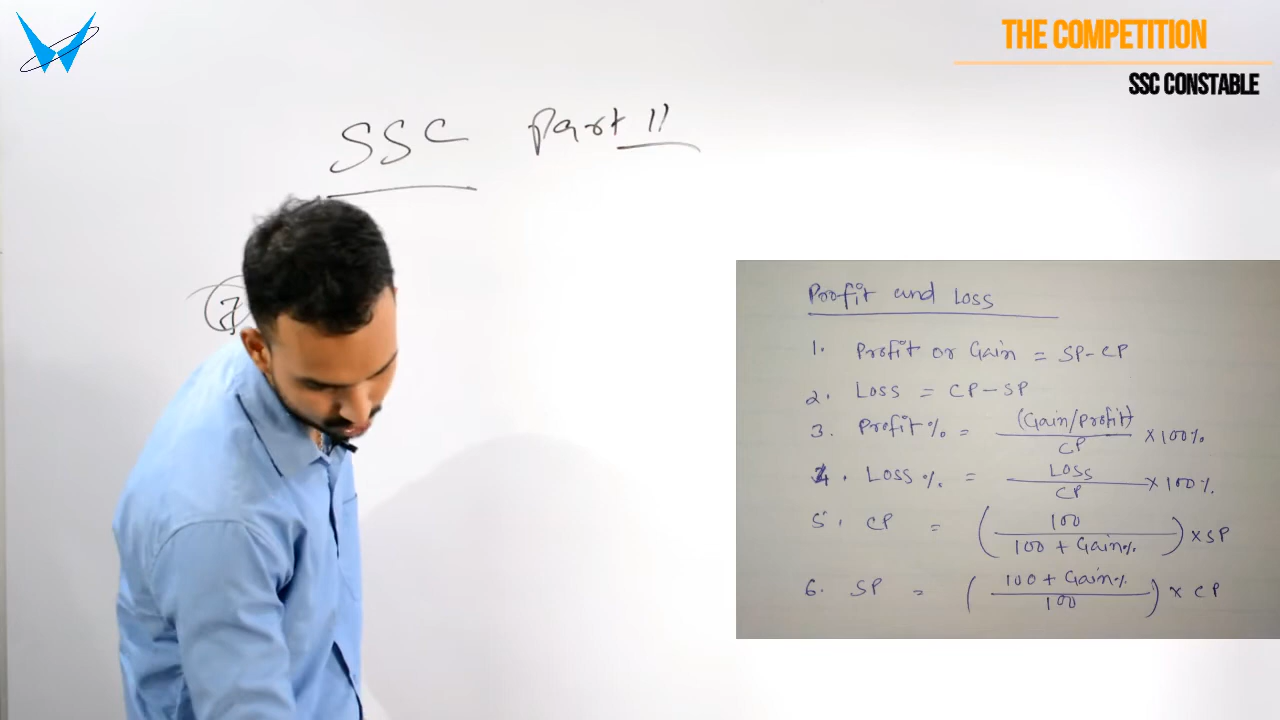 THE COMPETITION
SSC CONSTABLE
SSC Part 11
7
Profit and Loss
1. Profit or Gain = SP-CP
2. Loss = CP-SP
3. Profit % = (Gain/Profit) / CP × 100%
4. Loss % = Loss / CP × 100%
5. CP = (100 / 100 + Gain%) × SP
6. SP = (100 + Gain% / 100) × CP